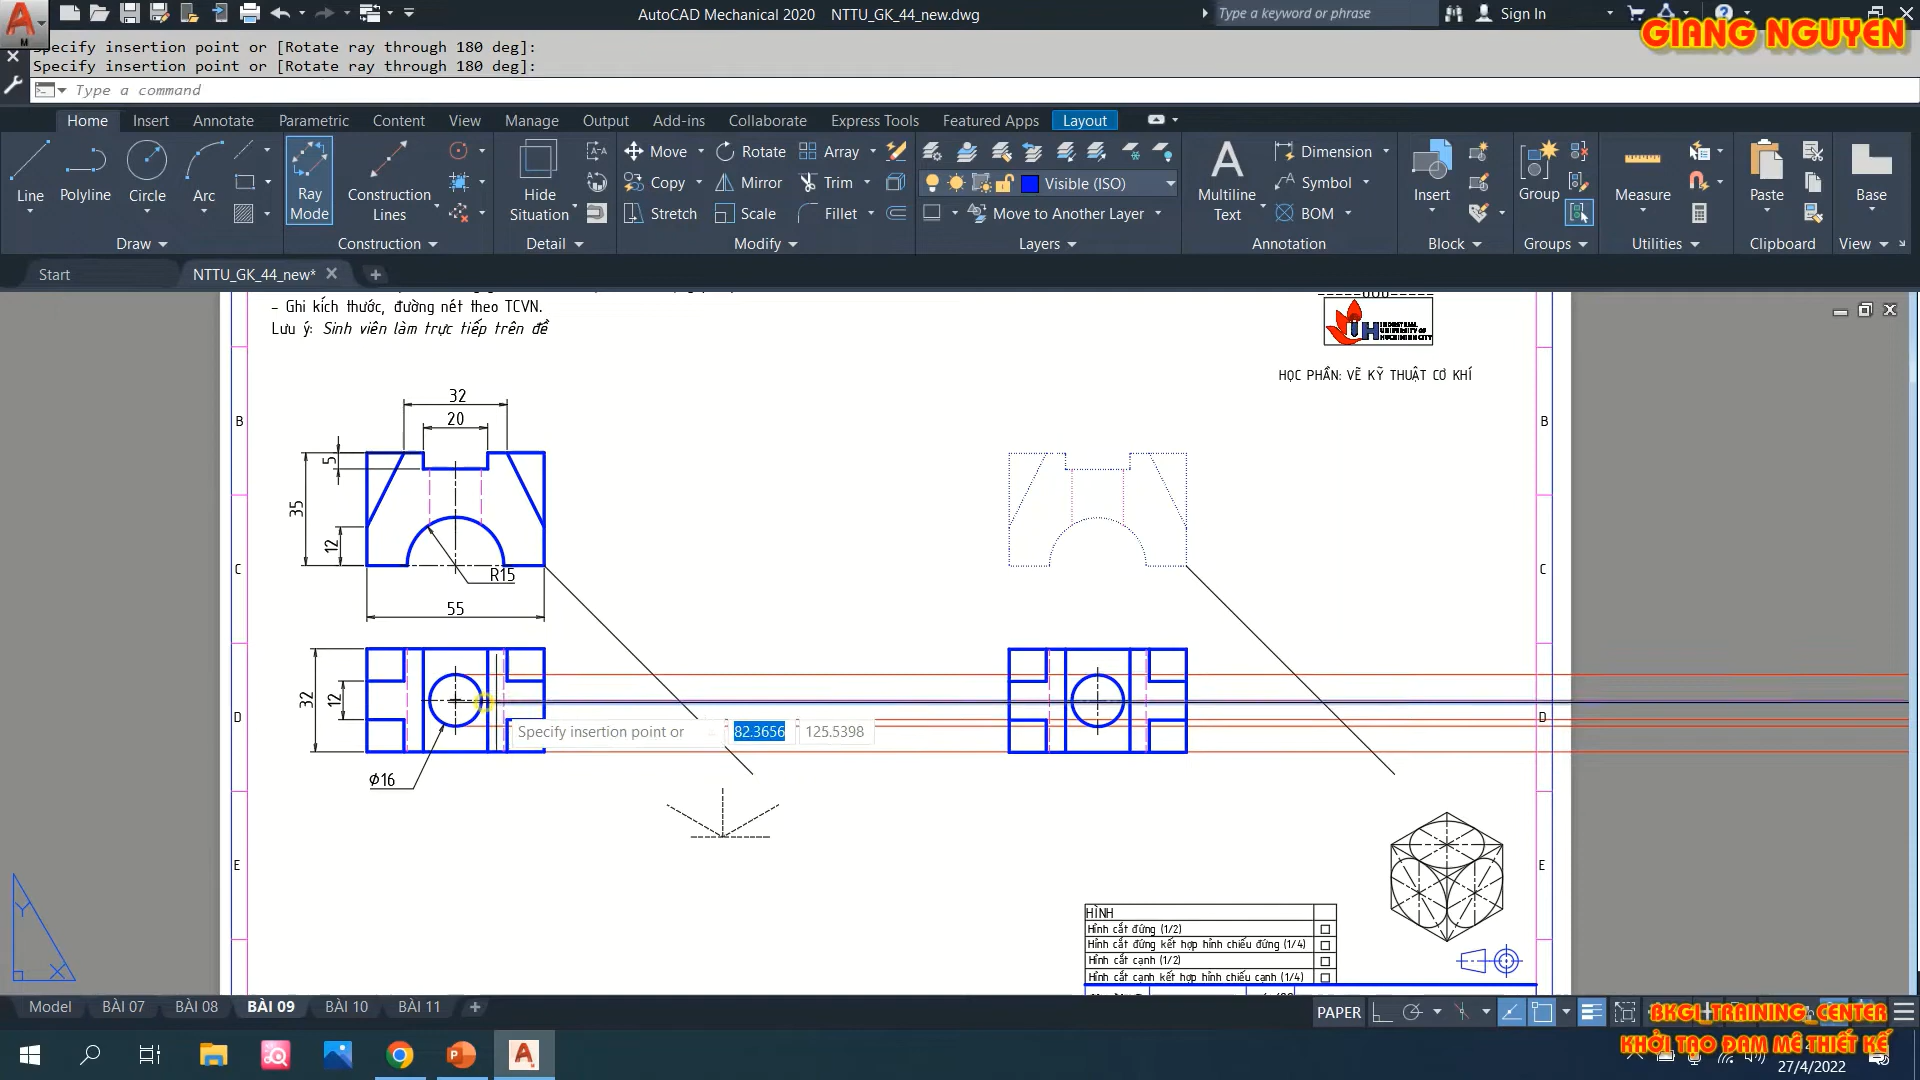 AutoCAD Mechanical 2020 NTTU_GK_44_new.dwg
Type a keyword or phrase
Sign In
GIANG NGUYEN
M
Specify insertion point or [Rotate ray through 180 deg]:
Specify insertion point or [Rotate ray through 180 deg]:
Type a command
Home Insert Annotate Parametric Content View Manage Output Add-ins Collaborate Express Tools Featured Apps Layout
Line
Polyline
Circle
Arc
Ray
Mode
Construction
Lines
Hide
Situation
Move Rotate Array
Copy Mirror Trim
Stretch Scale Fillet
Visible (ISO)
Move to Another Layer
Multiline
Text
Dimension
Symbol
BOM
Insert
Group
Measure
Paste
Base
Draw Construction Detail Modify Layers Annotation Block Groups Utilities Clipboard View
Start NTTU_GK_44_new*
– Ghi kích thước, đường nét theo TCVN.
Lưu ý: Sinh viên làm trực tiếp trên đề
INDUSTRIAL
UNIVERSITY OF
HOCHIMINH CITY
HỌC PHẦN: VẼ KỸ THUẬT CƠ KHÍ
B
B
32
20
5
35
12
R15
C
C
55
32
12
D
D
Φ16
Specify insertion point or 82.3656 125.5398
E
E
HÌNH
Hình cắt đứng (1/2)
Hình cắt đứng kết hợp hình chiếu đứng (1/4)
Hình cắt cạnh (1/2)
Hình cắt cạnh kết hợp hình chiếu cạnh (1/4)
Y
X
Model BÀI 07 BÀI 08 BÀI 09 BÀI 10 BÀI 11
PAPER
BKGI_TRAINING_CENTER
KHỞI TẠO ĐAM MÊ THIẾT KẾ
27/4/2022